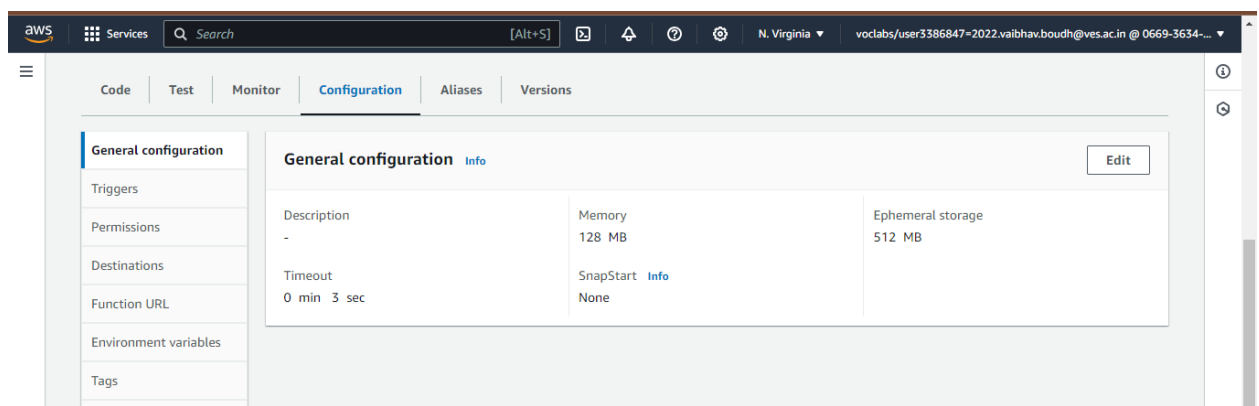 aws Services Search [Alt+S] N. Virginia ▼ voclabs/user3386847=2022.vaibhav.boudh@ves.ac.in @ 0669-3634-... ▼
Code Test Monitor Configuration Aliases Versions
General configuration
Triggers
Permissions
Destinations
Function URL
Environment variables
Tags
General configuration Info Edit
Description
-
Timeout
0 min 3 sec
Memory
128 MB
SnapStart Info
None
Ephemeral storage
512 MB